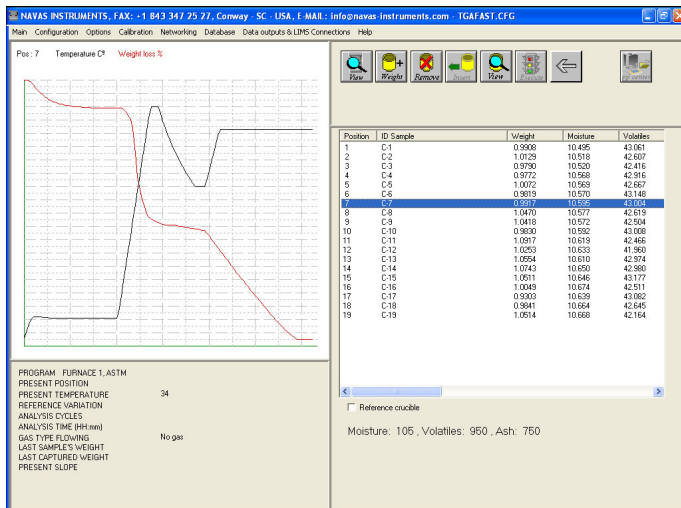 NAVAS INSTRUMENTS, FAX: +1 843 347 25 27, Conway - SC - USA, E-MAIL: info@navas-instruments.com - TGAFAST.CFG
Main Configuration Options Calibration Networking Database Data outputs & LIMS Connections Help
Pos : 7 Temperature Cº Weight loss %
View Weight Remove Insert View Execute
Position ID Sample Weight Moisture Volatiles
1 C-1 0.9908 10.495 43.061
2 C-2 1.0129 10.518 42.607
3 C-3 0.9790 10.520 42.416
4 C-4 0.9772 10.568 42.916
5 C-5 1.0072 10.569 42.667
6 C-6 0.9819 10.570 43.148
7 C-7 0.9917 10.595 43.004
8 C-8 1.0470 10.577 42.619
9 C-9 1.0418 10.572 42.504
10 C-10 0.9830 10.592 43.008
11 C-11 1.0917 10.619 42.466
12 C-12 1.0253 10.633 41.960
13 C-13 1.0554 10.610 42.974
14 C-14 1.0743 10.650 42.980
15 C-15 1.0511 10.646 43.177
16 C-16 1.0049 10.674 42.511
17 C-17 0.9303 10.639 43.082
18 C-18 0.9841 10.664 42.645
19 C-19 1.0514 10.668 42.164
Reference crucible
Moisture: 105 , Volatiles: 950 , Ash: 750
PROGRAM FURNACE 1, ASTM
PRESENT POSITION
PRESENT TEMPERATURE 34
REFERENCE VARIATION
ANALYSIS CYCLES
ANALYSIS TIME (HH:mm)
GAS TYPE FLOWING No gas
LAST SAMPLE'S WEIGHT
LAST CAPTURED WEIGHT
PRESENT SLOPE